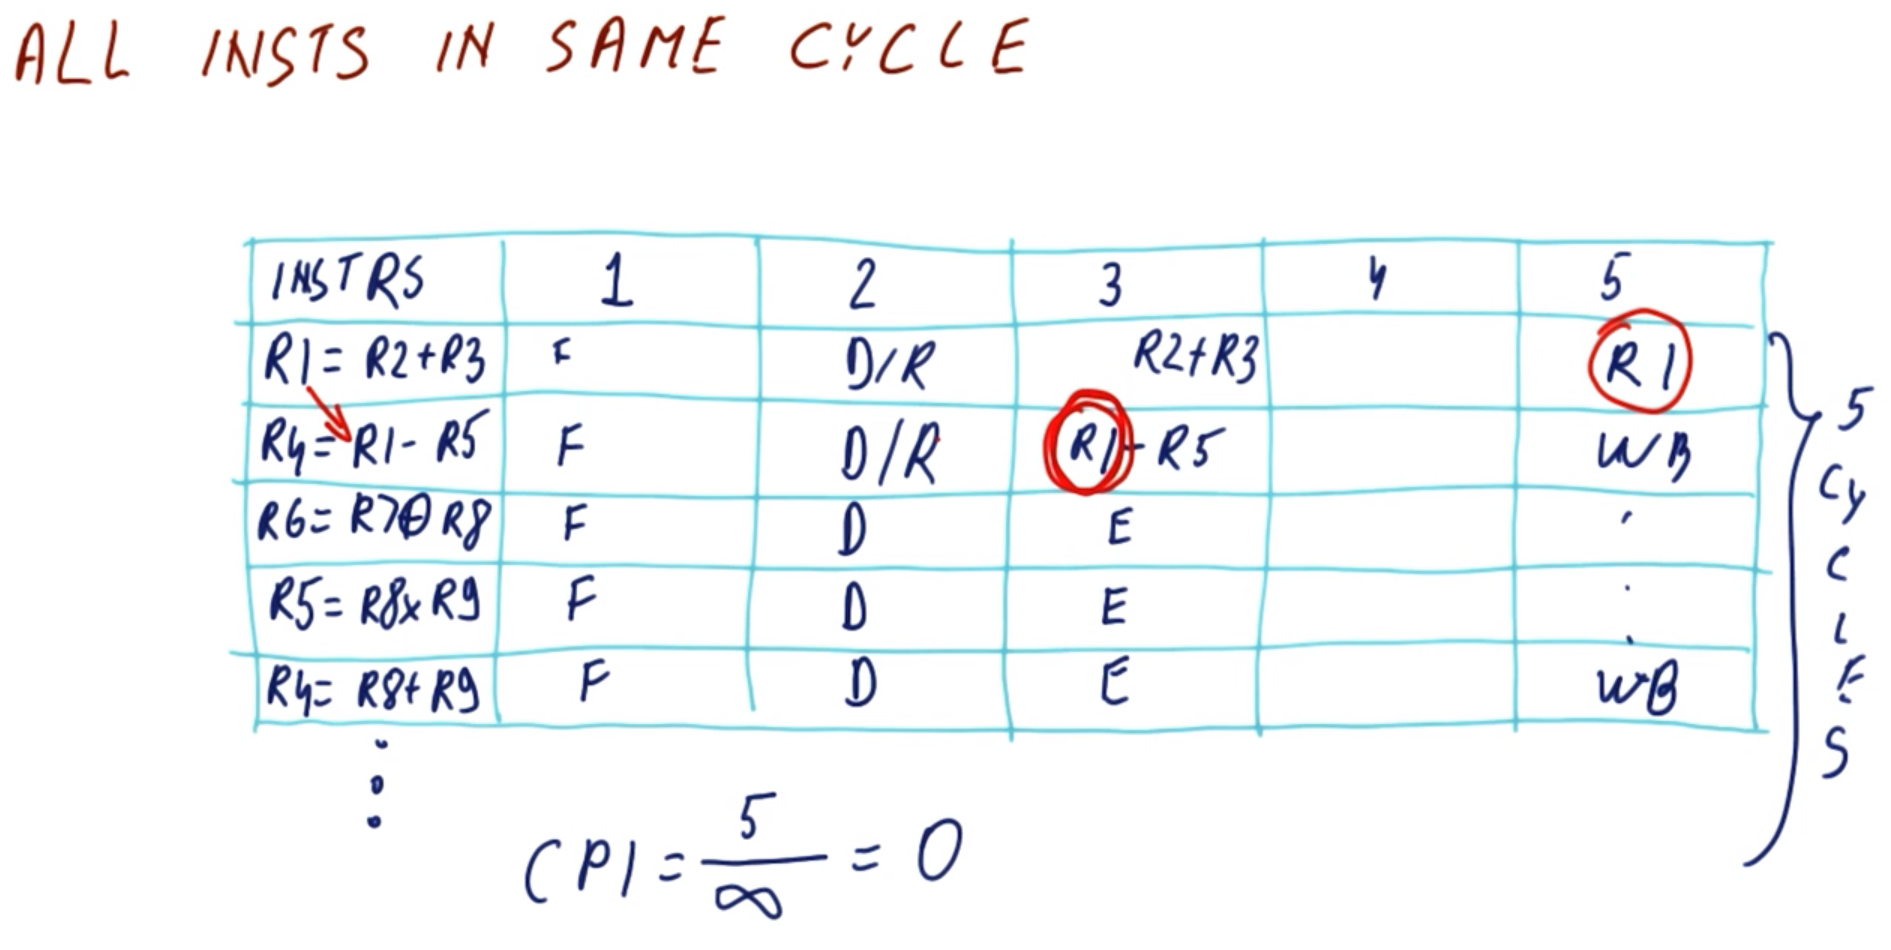 ALL INSTS IN SAME CYCLE
INSTRS 1 2 3 4 5
R1 = R2+R3 F D/R R2+R3 R1
R4 = R1 - R5 F D/R R1 - R5 WB
R6 = R7⊕R8 F D E
R5 = R8×R9 F D E
R4 = R8+R9 F D E WB
5 CYCLES
CPI = 5/∞ = 0